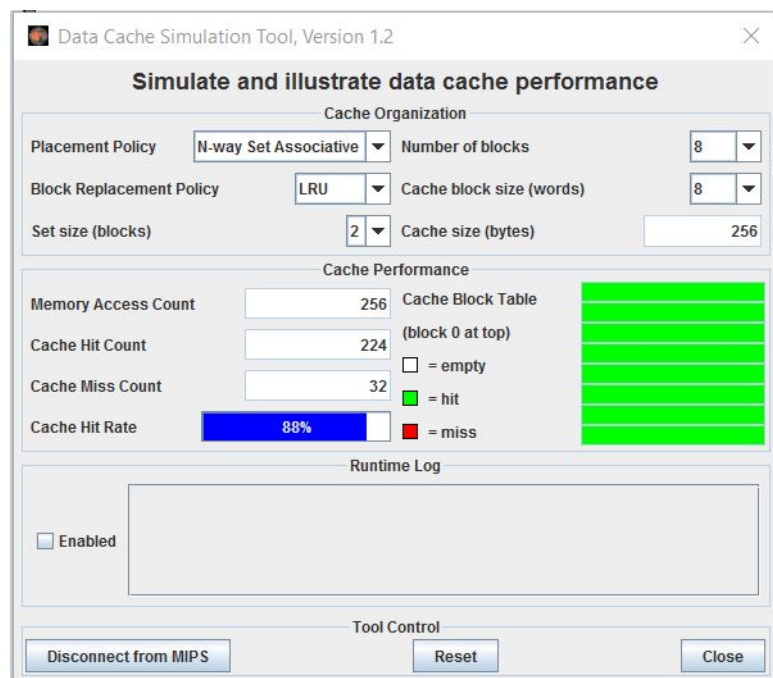 Data Cache Simulation Tool, Version 1.2
Simulate and illustrate data cache performance
Cache Organization
Placement Policy N-way Set Associative Number of blocks 8
Block Replacement Policy LRU Cache block size (words) 8
Set size (blocks) 2 Cache size (bytes) 256
Cache Performance
Memory Access Count 256 Cache Block Table
(block 0 at top)
Cache Hit Count 224
= empty
Cache Miss Count 32
= hit
Cache Hit Rate 88%
= miss
Runtime Log
Enabled
Tool Control
Disconnect from MIPS Reset Close